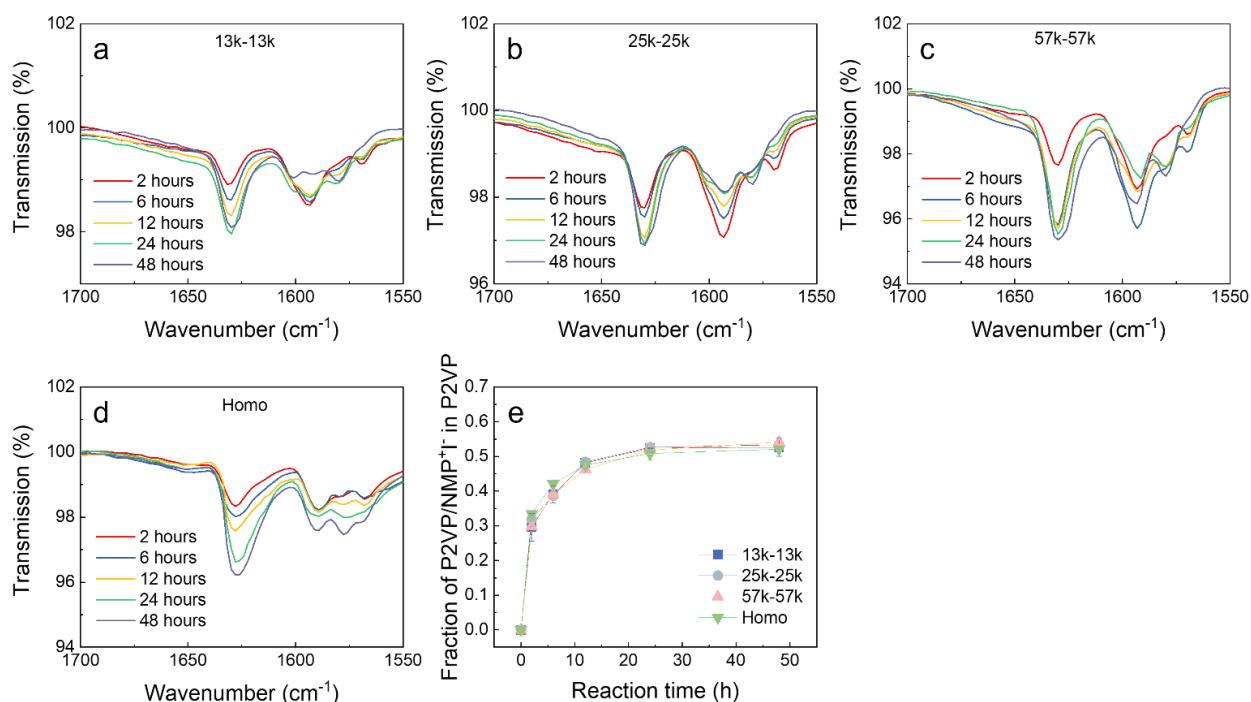 a
13k-13k
102
100
98
Transmission (%)
2 hours
6 hours
12 hours
24 hours
48 hours
1700
1650
1600
1550
Wavenumber (cm⁻¹)
b
25k-25k
102
100
98
96
Transmission (%)
2 hours
6 hours
12 hours
24 hours
48 hours
1700
1650
1600
1550
Wavenumber (cm⁻¹)
c
57k-57k
102
100
98
96
94
Transmission (%)
2 hours
6 hours
12 hours
24 hours
48 hours
1700
1650
1600
1550
Wavenumber (cm⁻¹)
d
Homo
102
100
98
96
94
Transmission (%)
2 hours
6 hours
12 hours
24 hours
48 hours
1700
1650
1600
1550
Wavenumber (cm⁻¹)
e
0.7
0.6
0.5
0.4
0.3
0.2
0.1
0.0
Fraction of P2VP/NMP⁺I⁻ in P2VP
13k-13k
25k-25k
57k-57k
Homo
0
10
20
30
40
50
Reaction time (h)